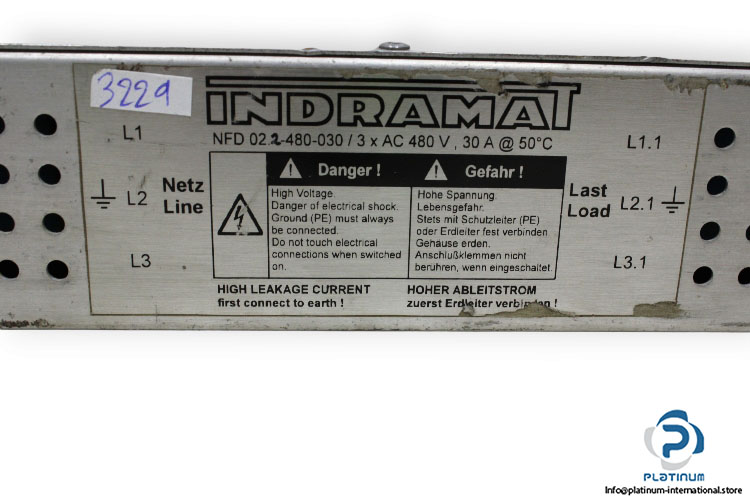 3229
INDRAMAT
NFD 02.2-480-030 / 3 x AC 480 V , 30 A @ 50°C
L1
L2
L3
Netz
Line
Danger !
High Voltage.
Danger of electrical shock.
Ground (PE) must always
be connected.
Do not touch electrical
connections when switched
on.
Gefahr !
Hohe Spannung.
Lebensgefahr.
Stets mit Schutzleiter (PE)
oder Erdleiter fest verbinden.
Gehäuse erden.
Anschlußklemmen nicht
berühren, wenn eingeschaltet.
Last
Load
L1.1
L2.1
L3.1
HIGH LEAKAGE CURRENT
first connect to earth !
HOHER ABLEITSTROM
zuerst Erdleiter verbinden !
PLATINUM
Info@platinum-international.store